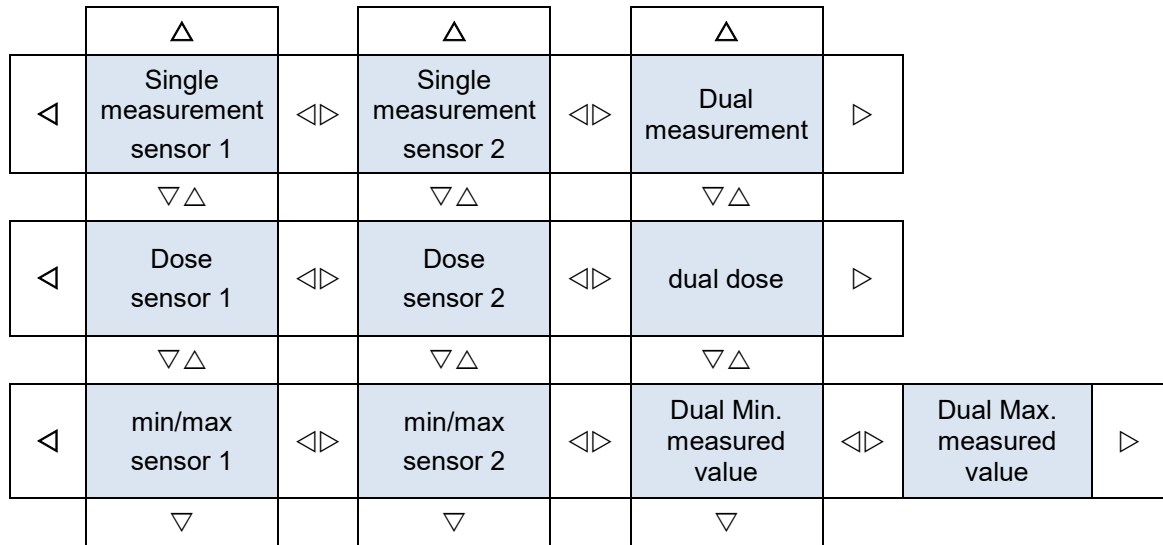 △ △ △
Single measurement sensor 1
Single measurement sensor 2
Dual measurement
◁ ◁▷ ◁▷ ▷
▽△ ▽△ ▽△
Dose sensor 1
Dose sensor 2
dual dose
◁ ◁▷ ◁▷ ▷
▽△ ▽△ ▽△
min/max sensor 1
min/max sensor 2
Dual Min. measured value
Dual Max. measured value
◁ ◁▷ ◁▷ ◁▷ ▷
▽ ▽ ▽